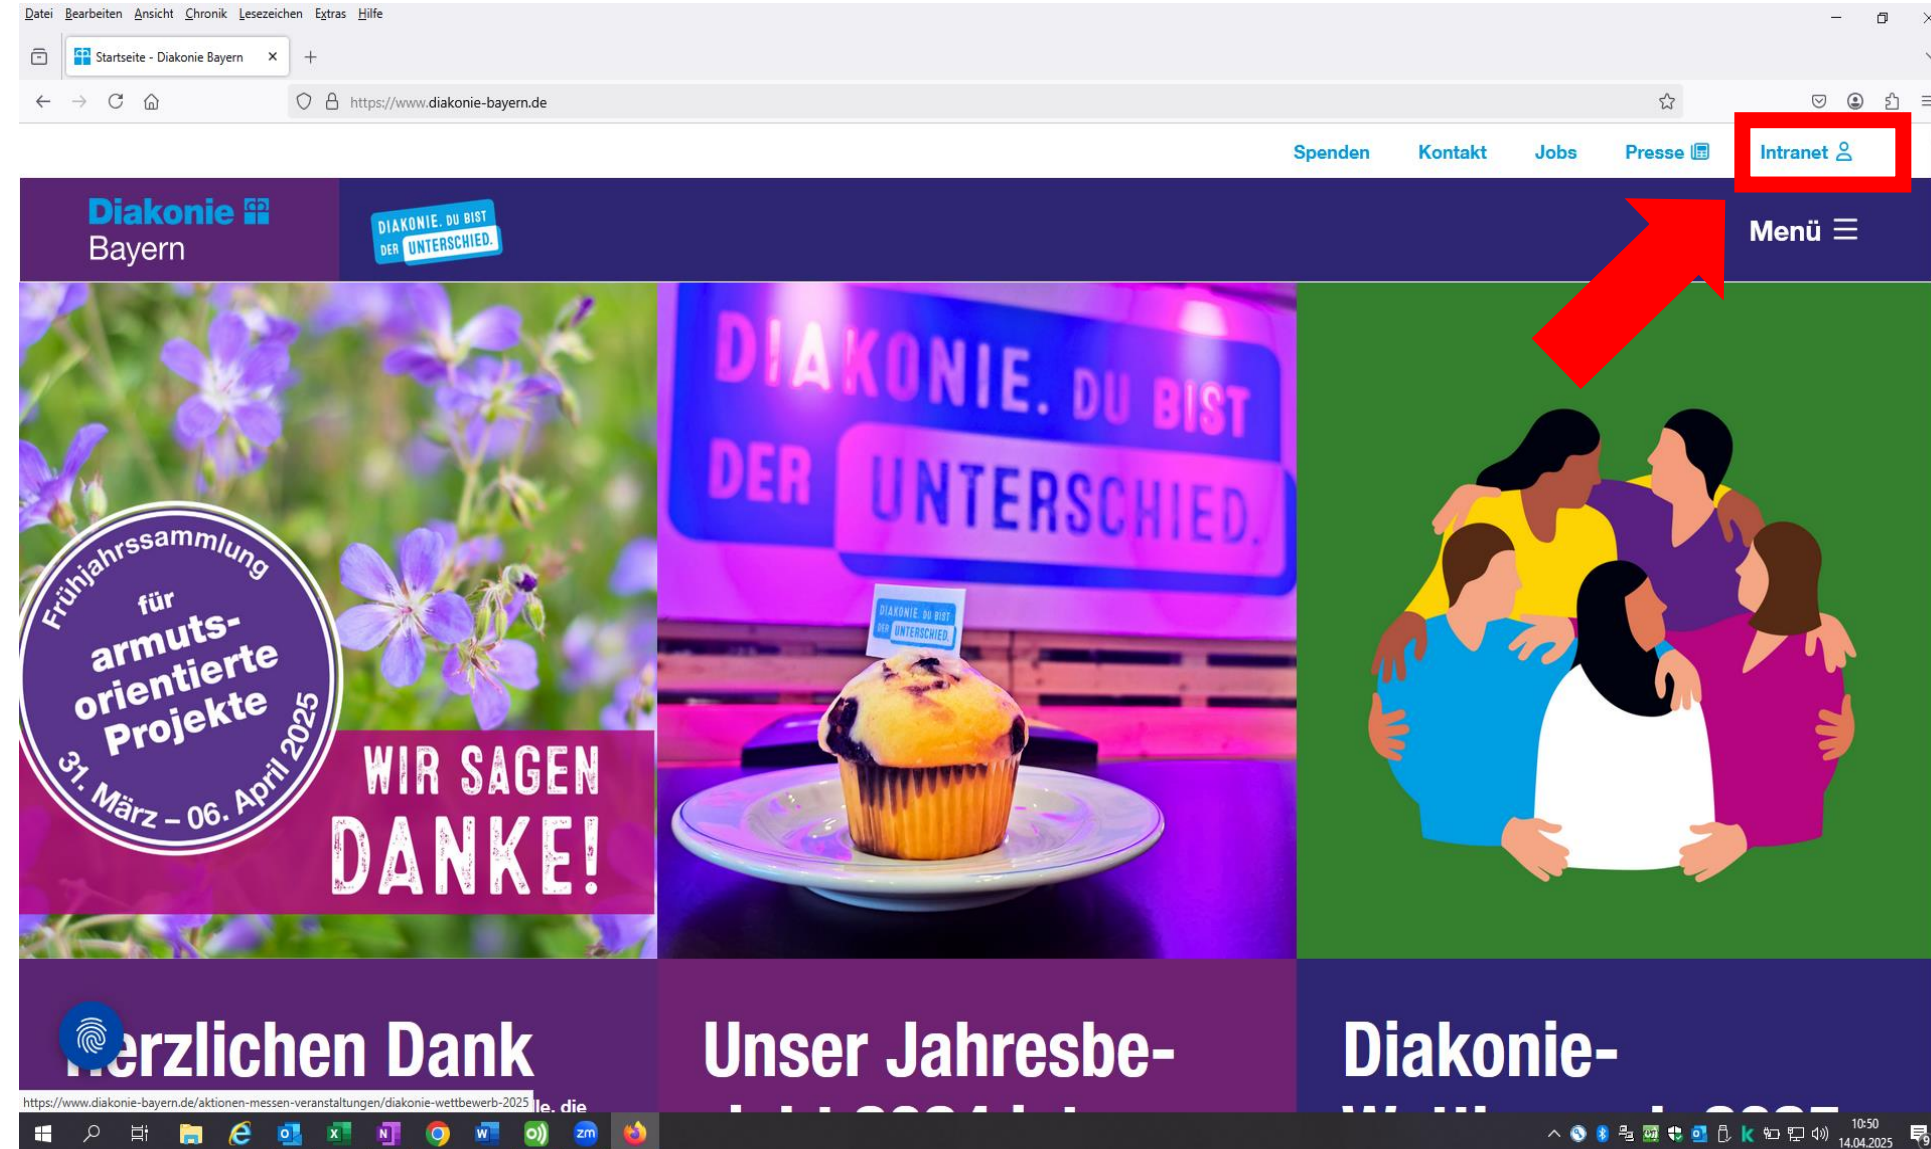 Datei Bearbeiten Ansicht Chronik Lesezeichen Extras Hilfe
Startseite - Diakonie Bayern
https://www.diakonie-bayern.de
Spenden Kontakt Jobs Presse Intranet
Diakonie
Bayern
DIAKONIE. DU BIST
DER UNTERSCHIED.
Menü
Frühjahrssammlung
für
armuts-
orientierte
Projekte
31. März – 06. April 2025
WIR SAGEN
DANKE!
DIAKONIE. DU BIST
DER UNTERSCHIED.
DIAKONIE. DU BIST
DER UNTERSCHIED.
Herzlichen Dank
Unser Jahresbe-
Diakonie-
https://www.diakonie-bayern.de/aktionen-messen-veranstaltungen/diakonie-wettbewerb-2025
die
10:50
14.04.2025
9